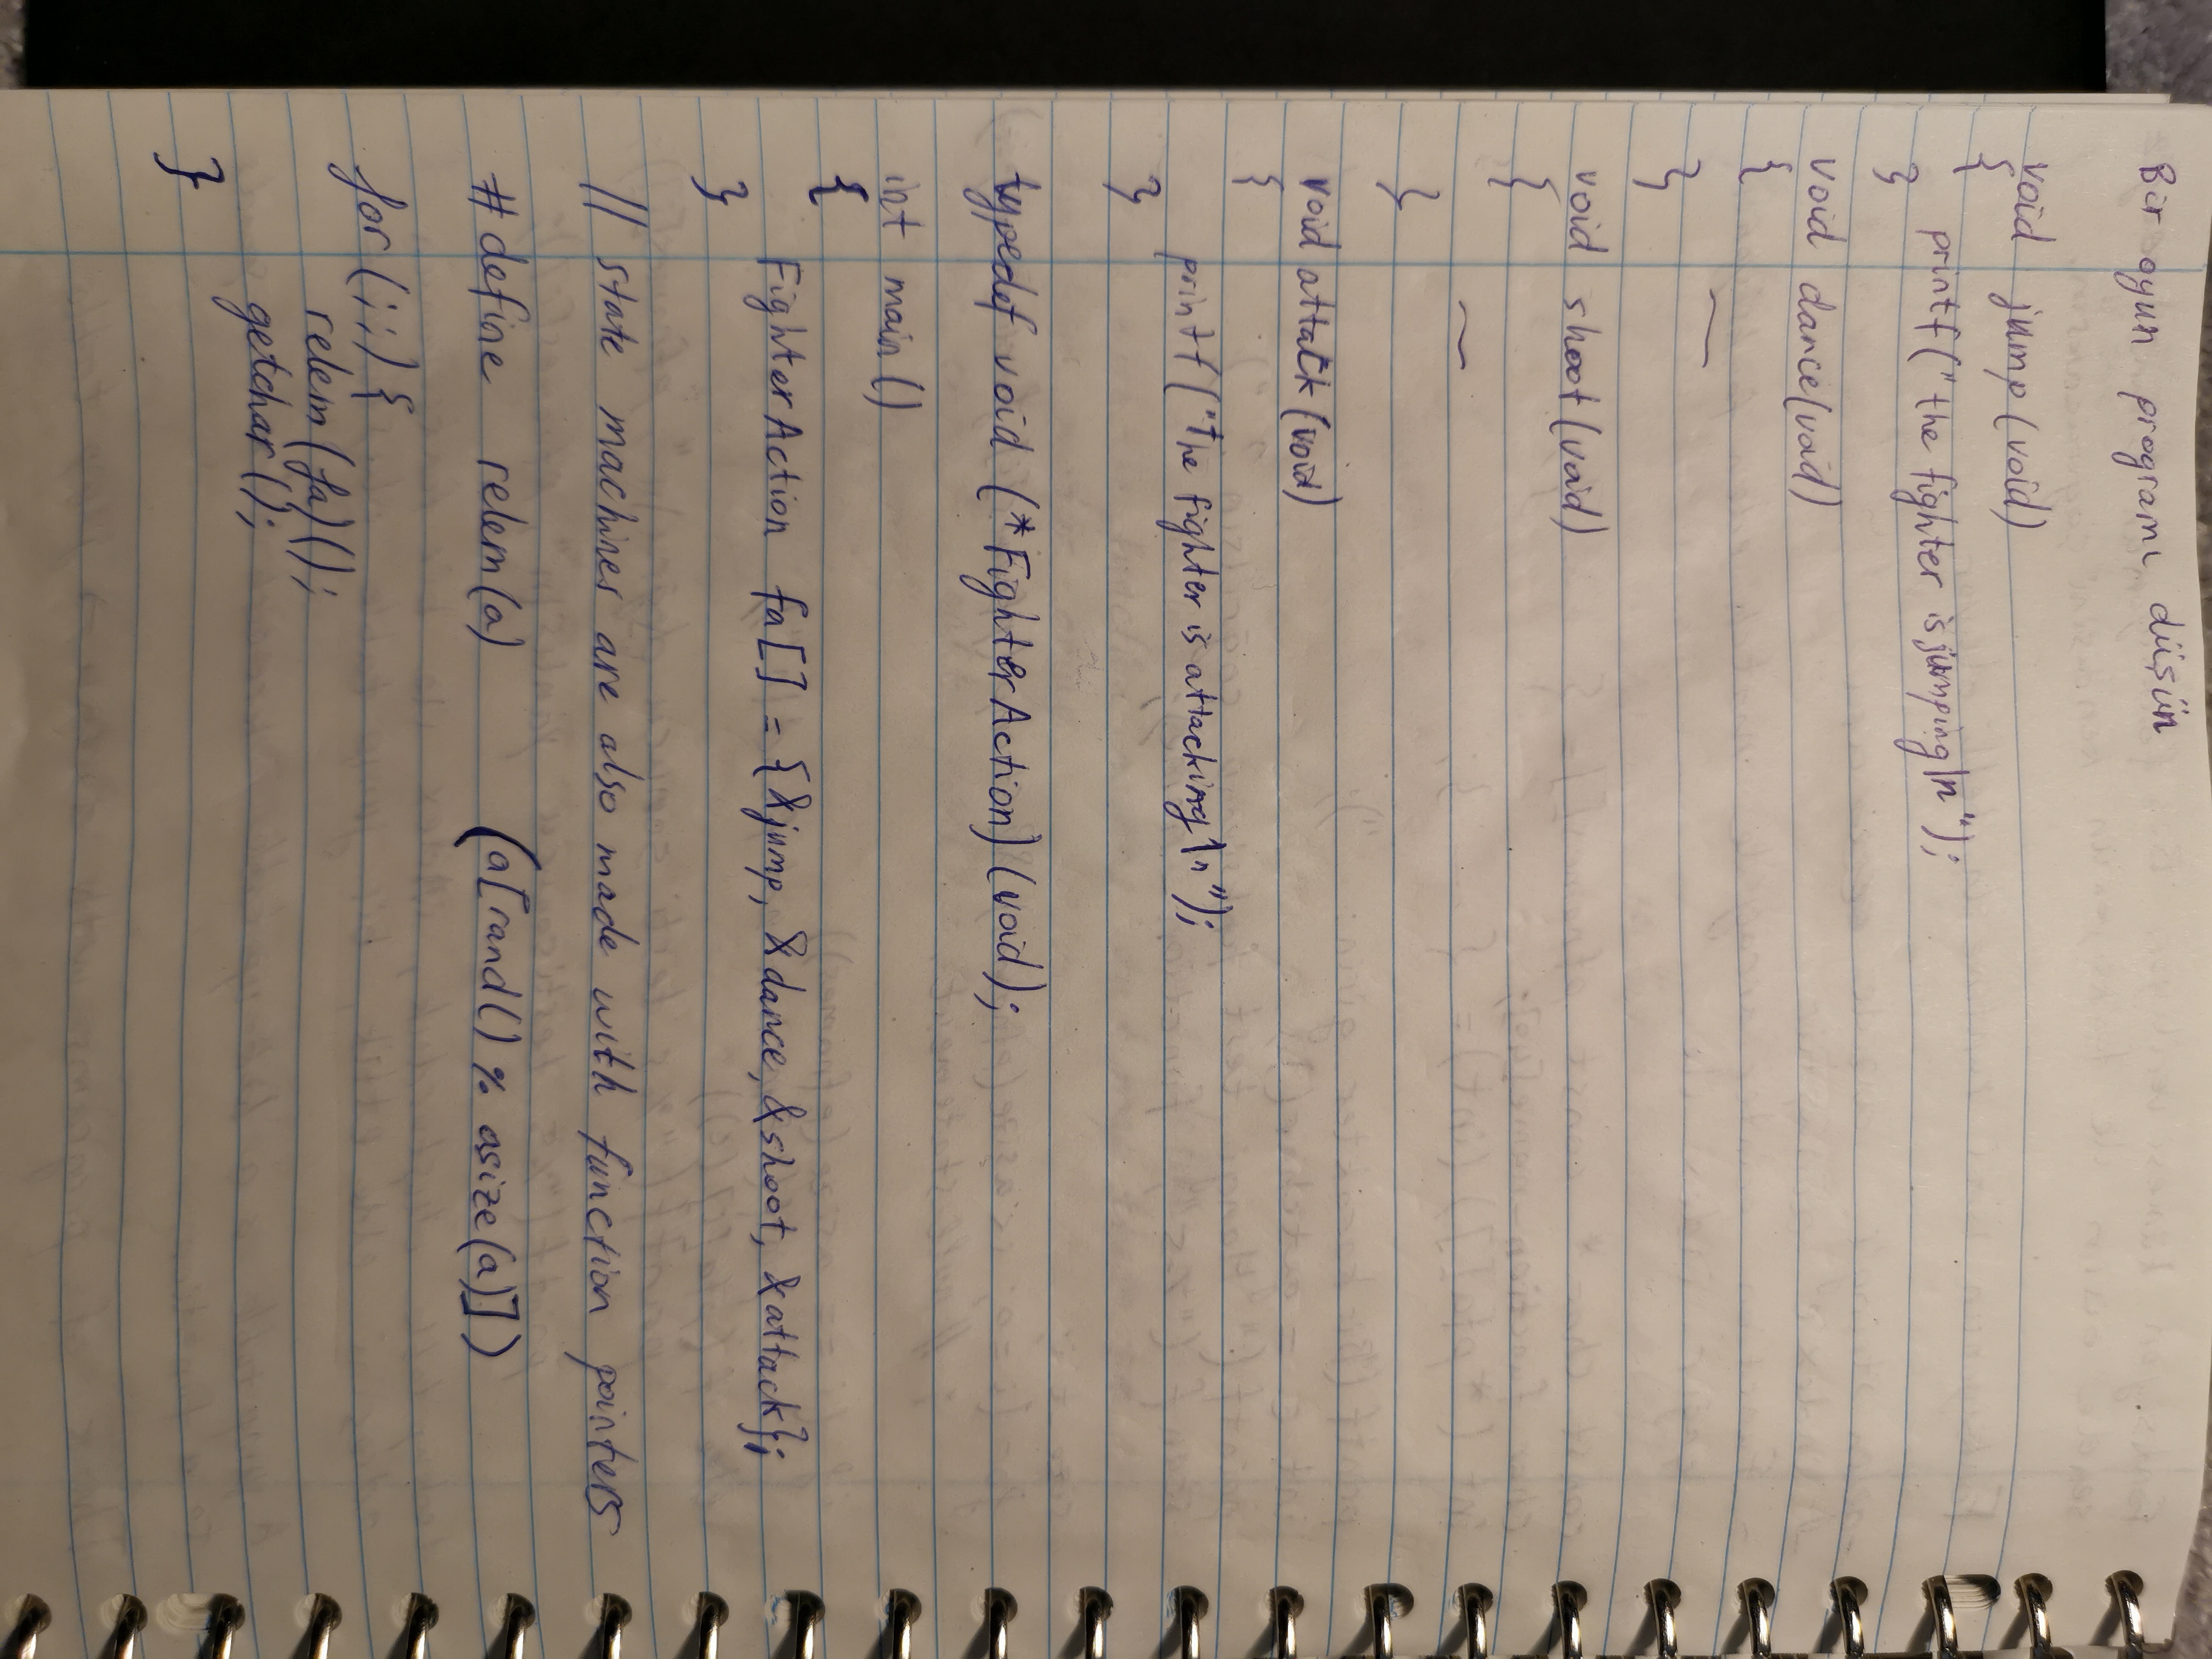 Bir oyun programı düşün
void jump(void)
{
printf("the fighter is jumping\n");
}
void dance(void)
{
}
void shoot(void)
{
}
void attack(void)
{
printf("The fighter is attacking\n");
}
typedef void (*FighterAction)(void);
int main()
{
FighterAction fa[] = {&jump, &dance, &shoot, &attack};
}
// state machines are also made with function pointers
#define relem(a) (a[rand() % asize(a)])
for(;;){
relem(fa)();
getchar();
}